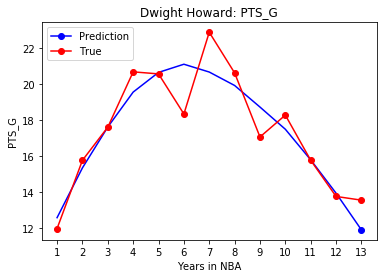 Dwight Howard: PTS_G
Prediction
True
PTS_G
22
20
18
16
14
12
1 2 3 4 5 6 7 8 9 10 11 12 13
Years in NBA